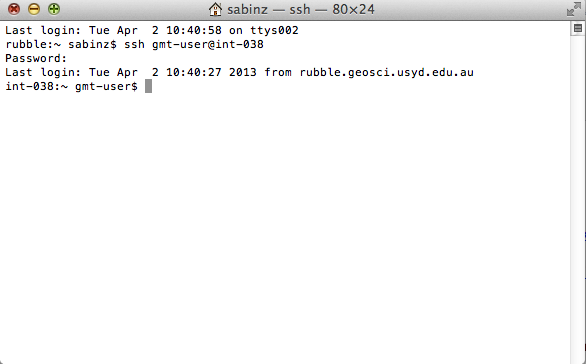 sabinz — ssh — 80×24
Last login: Tue Apr  2 10:40:58 on ttys002
rubble:~ sabinz$ ssh gmt-user@int-038
Password:
Last login: Tue Apr  2 10:40:27 2013 from rubble.geosci.usyd.edu.au
int-038:~ gmt-user$